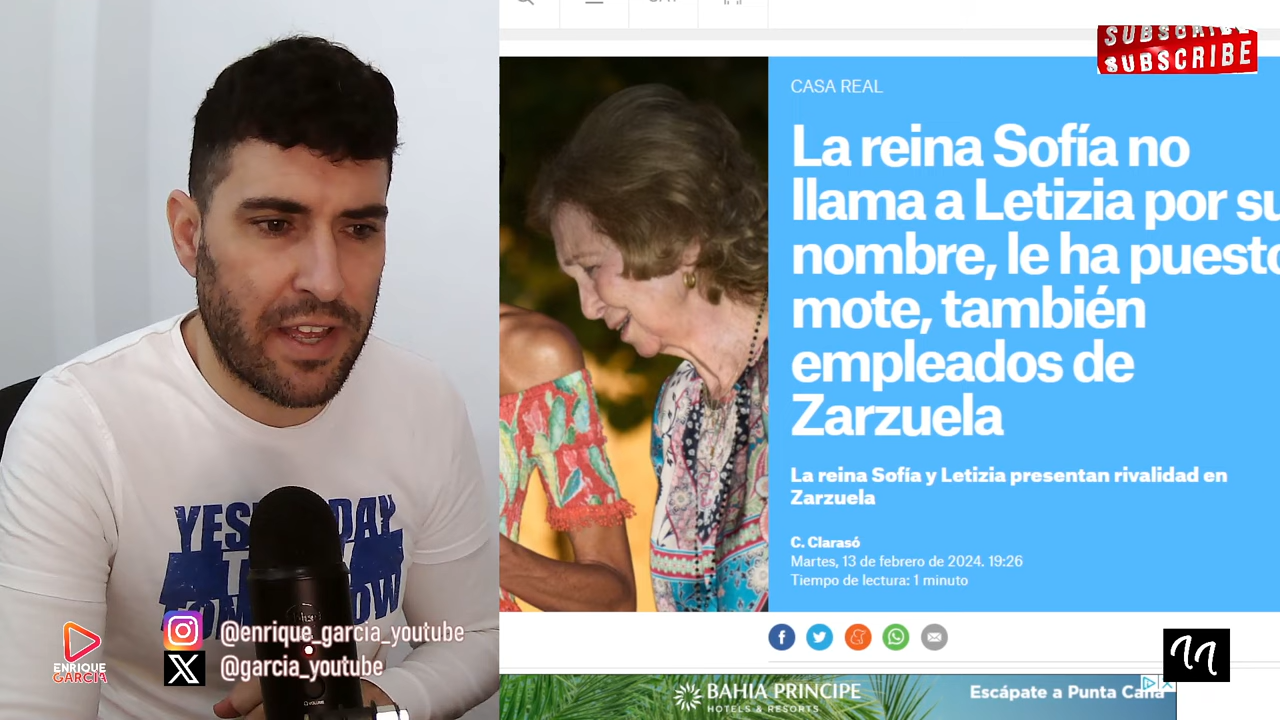 SUBSCRIBE
SUBSCRIBE
CASA REAL
La reina Sofía no
llama a Letizia por su
nombre, le ha puesto
mote, también
empleados de
Zarzuela
La reina Sofía y Letizia presentan rivalidad en
Zarzuela
C. Clarasó
Martes, 13 de febrero de 2024. 19:26
Tiempo de lectura: 1 minuto
@enrique_garcia_youtube
@garcia_youtube
ENRIQUE
GARCIA
BAHIA PRINCIPE
HOTELS & RESORTS
Escápate a Punta Cana